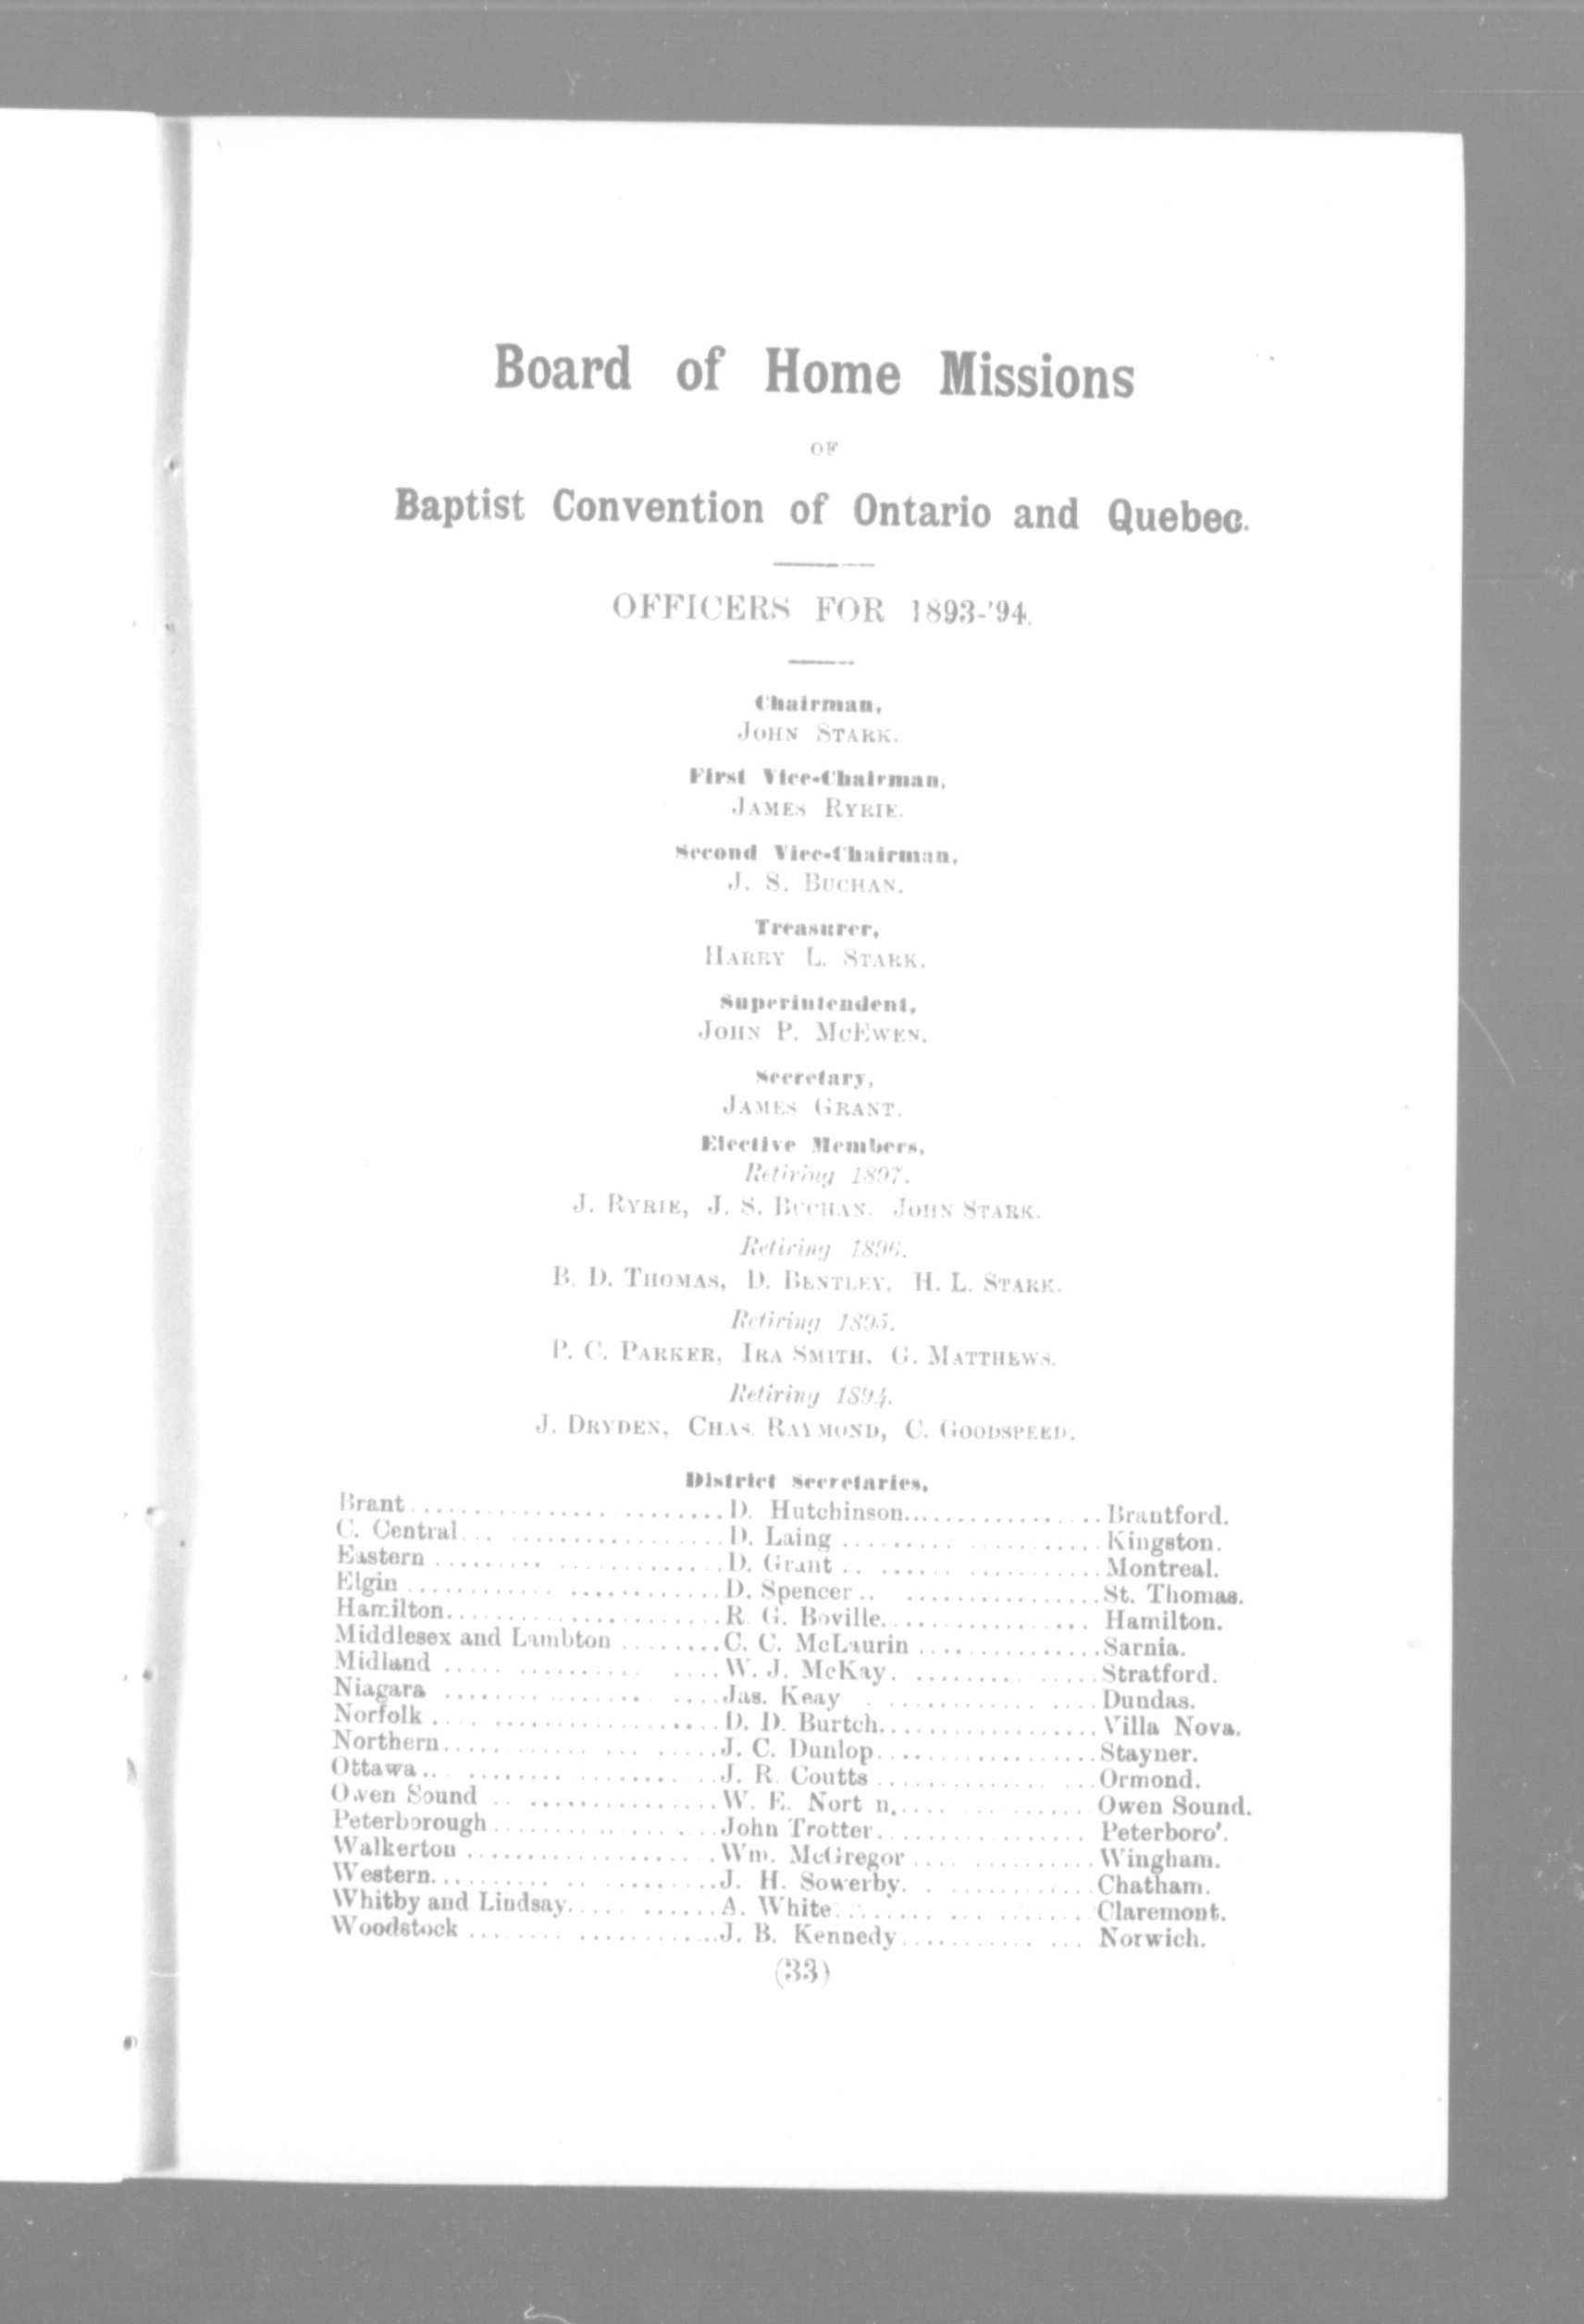 Board of Home Missions
OF
Baptist Convention of Ontario and Quebec.
OFFICERS FOR 1893-'94.
Chairman,
JOHN STARK.
First Vice-Chairman,
JAMES RYRIE.
Second Vice-Chairman,
J. S. BUCHAN.
Treasurer,
HARRY L. STARK.
Superintendent,
JOHN P. MCEWEN.
Secretary,
JAMES GRANT.
Elective Members,
Retiring 1897.
J. RYRIE, J. S. BUCHAN. JOHN STARK.
Retiring 1896.
B. D. THOMAS, D. BENTLEY, H. L. STARK.
Retiring 1895.
P. C. PARKER, IRA SMITH, G. MATTHEWS.
Retiring 1894.
J. DRYDEN, CHAS. RAYMOND, C. GOODSPEED.
District Secretaries,
Brant ........ D. Hutchinson ........ Brantford.
C. Central ........ D. Laing ........ Kingston.
Eastern ........ D. Grant ........ Montreal.
Elgin ........ D. Spencer ........ St. Thomas.
Hamilton ........ R. G. Boville ........ Hamilton.
Middlesex and Lambton ........ C. C. McLaurin ........ Sarnia.
Midland ........ W. J. McKay ........ Stratford.
Niagara ........ Jas. Keay ........ Dundas.
Norfolk ........ D. D. Burtch ........ Villa Nova.
Northern ........ J. C. Dunlop ........ Stayner.
Ottawa ........ J. R. Coutts ........ Ormond.
Owen Sound ........ W. E. Nort n ........ Owen Sound.
Peterborough ........ John Trotter ........ Peterboro'.
Walkerton ........ Wm. McGregor ........ Wingham.
Western ........ J. H. Sowerby ........ Chatham.
Whitby and Lindsay ........ A. White ........ Claremont.
Woodstock ........ J. B. Kennedy ........ Norwich.
(33)